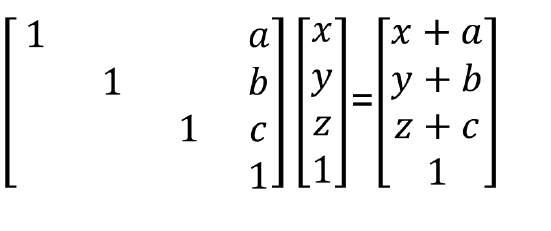 1 a x x + a
1 b y = y + b
1 c z z + c
1 1 1